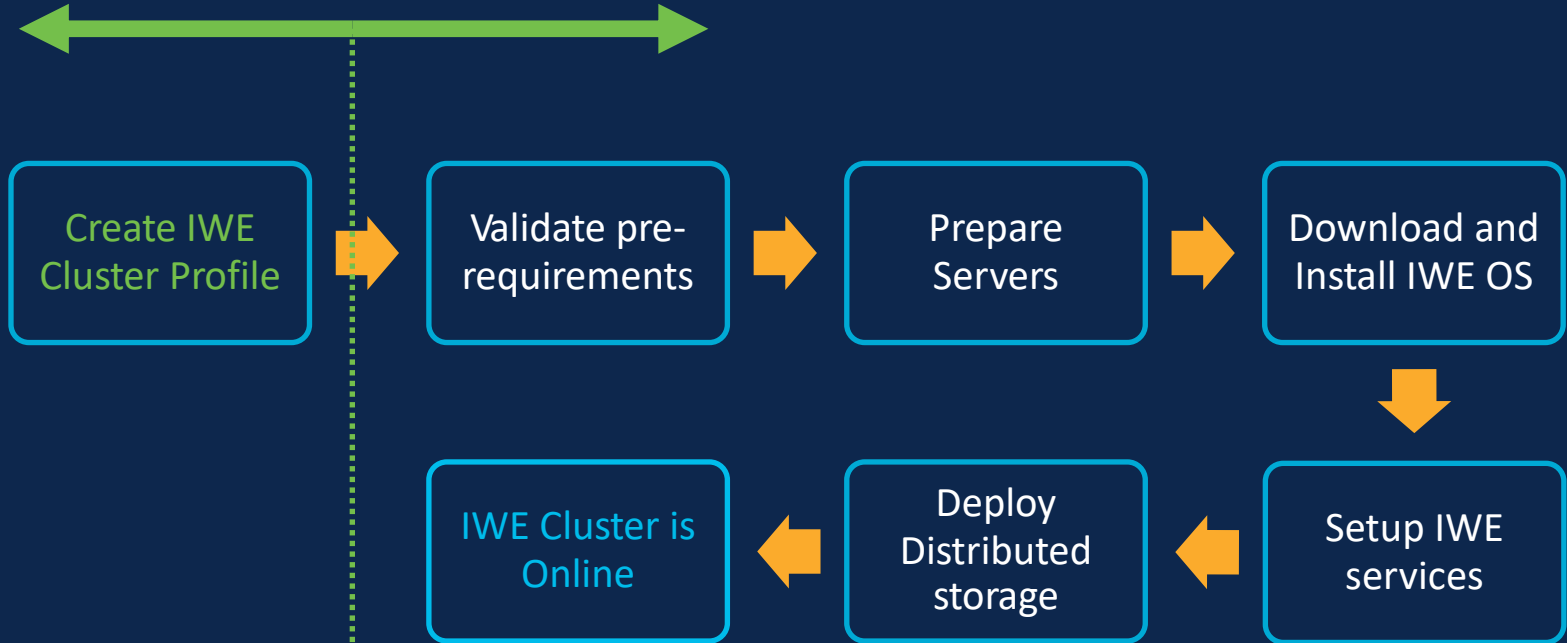 Create IWE
Cluster Profile
Validate pre-
requirements
Prepare
Servers
Download and
Install IWE OS
Setup IWE
services
Deploy
Distributed
storage
IWE Cluster is
Online